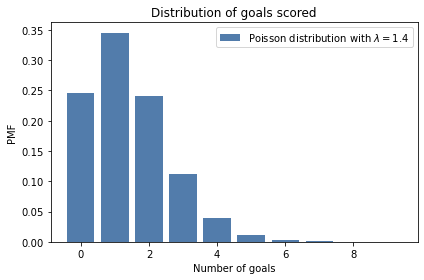 Distribution of goals scored
Poisson distribution with λ = 1.4
PMF
0.35
0.30
0.25
0.20
0.15
0.10
0.05
0.00
0 2 4 6 8
Number of goals